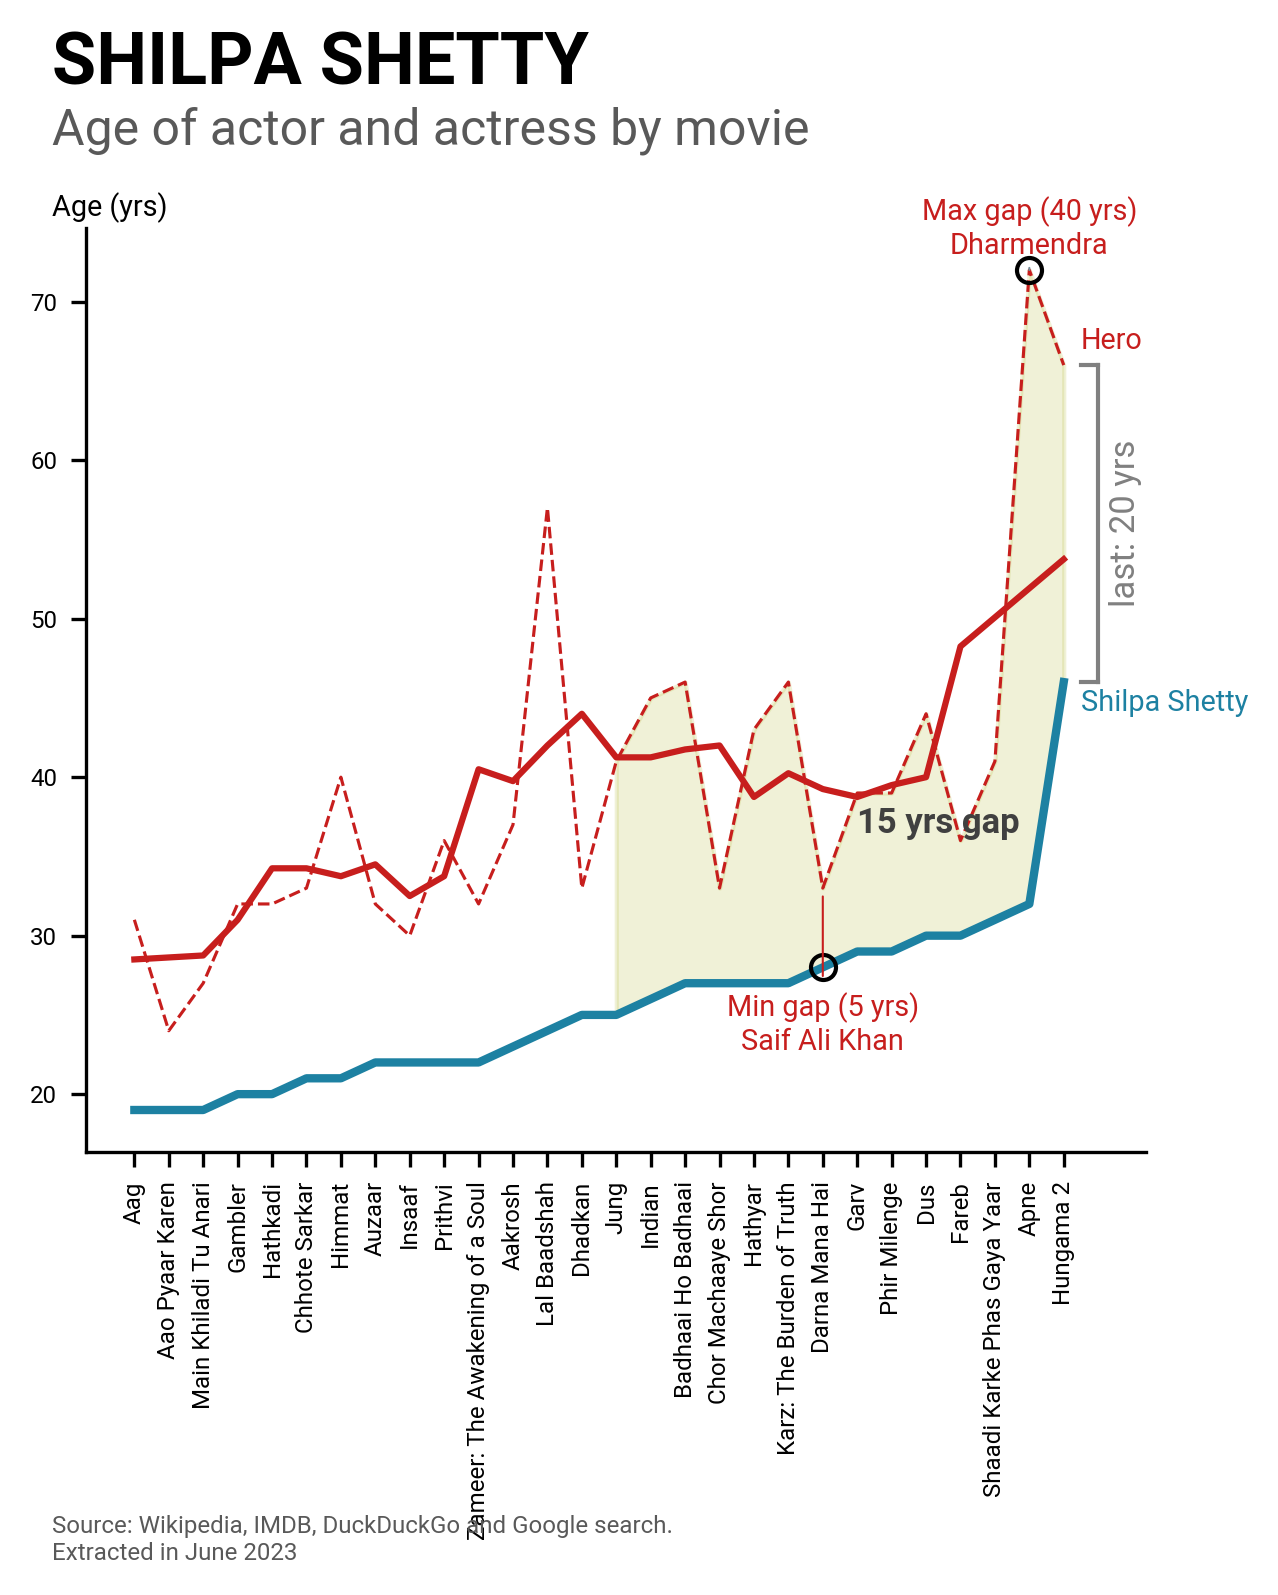 SHILPA SHETTY
Age of actor and actress by movie
Age (yrs)
Max gap (40 yrs)
Dharmendra
70
60
50
40
30
20
Hero
last: 20 yrs
Shilpa Shetty
15 yrs gap
Min gap (5 yrs)
Saif Ali Khan
Aag
Aao Pyaar Karen
Main Khiladi Tu Anari
Gambler
Hathkadi
Chhote Sarkar
Himmat
Auzaar
Insaaf
Prithvi
Zameer: The Awakening of a Soul
Aakrosh
Lal Baadshah
Dhadkan
Jung
Indian
Badhaai Ho Badhaai
Chor Machaaye Shor
Hathyar
Karz: The Burden of Truth
Darna Mana Hai
Garv
Phir Milenge
Dus
Fareb
Shaadi Karke Phas Gaya Yaar
Apne
Hungama 2
Source: Wikipedia, IMDB, DuckDuckGo and Google search.
Extracted in June 2023